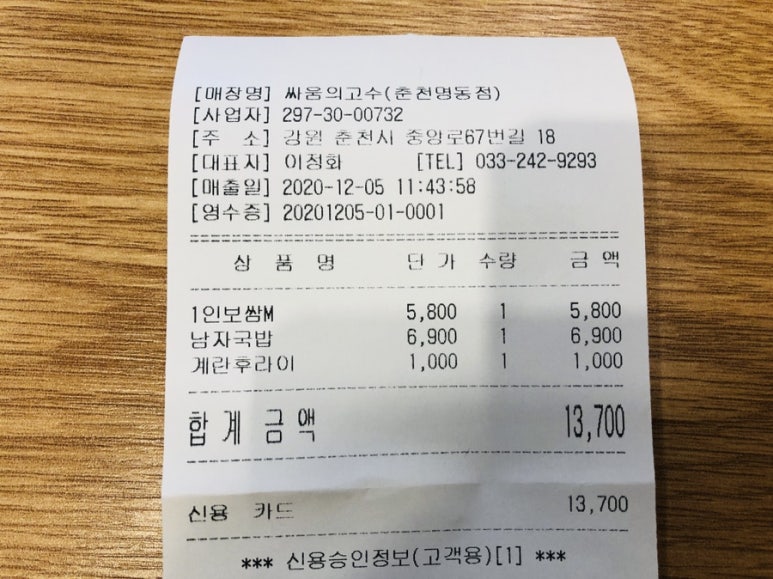 [매장명] 싸움의고수(춘천명동점)
[사업자] 297-30-00732
[주 소] 강원 춘천시 중앙로67번길 18
[대표자] 이정화 [TEL] 033-242-9293
[매출일] 2020-12-05 11:43:58
[영수증] 20201205-01-0001
상 품 명 단 가 수량 금 액
1인보쌈M 5,800 1 5,800
남자국밥 6,900 1 6,900
계란후라이 1,000 1 1,000
합 계 금 액 13,700
신용 카드 13,700
*** 신용승인정보(고객용)[1] ***